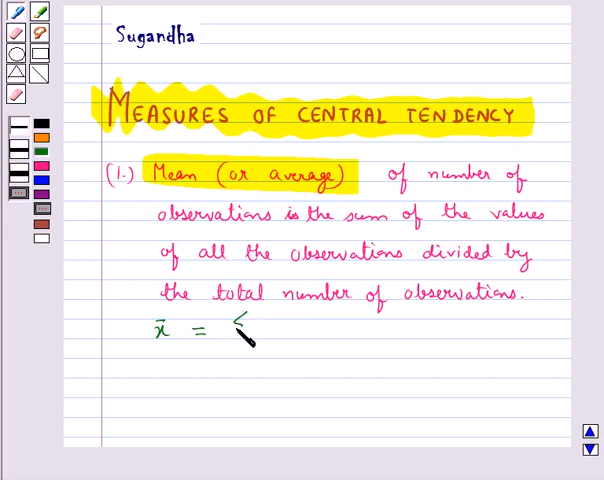 Sugandha
MEASURES OF CENTRAL TENDENCY
(1.) Mean (or average) of number of
observations is the sum of the values
of all the observations divided by
the total number of observations.
x̄ =